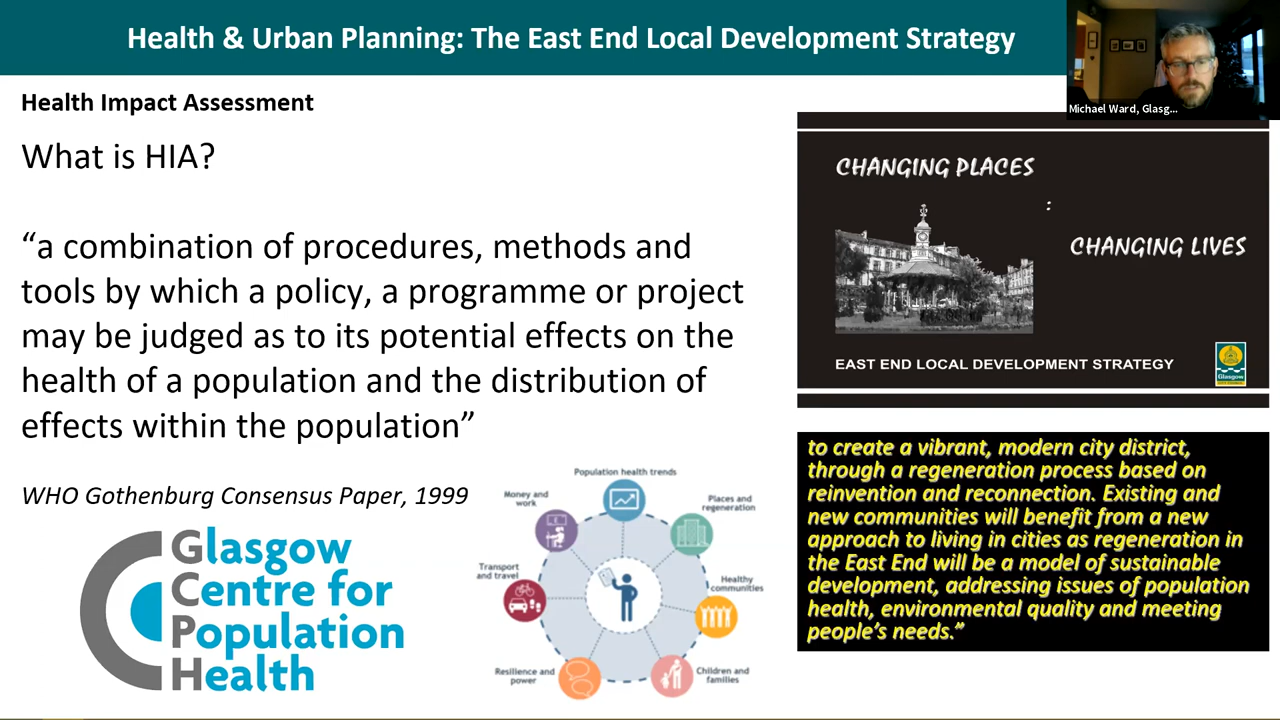 Health & Urban Planning: The East End Local Development Strategy
Michael Ward, Glasg...
Health Impact Assessment
What is HIA?
“a combination of procedures, methods and
tools by which a policy, a programme or project
may be judged as to its potential effects on the
health of a population and the distribution of
effects within the population”
WHO Gothenburg Consensus Paper, 1999
Glasgow
Centre for
Population
Health
Population health trends
Money and
work
Places and
regeneration
Transport
and travel
Healthy
communities
Resilience and
power
Children and
families
CHANGING PLACES
:
CHANGING LIVES
EAST END LOCAL DEVELOPMENT STRATEGY
Glasgow
to create a vibrant, modern city district,
through a regeneration process based on
reinvention and reconnection. Existing and
new communities will benefit from a new
approach to living in cities as regeneration in
the East End will be a model of sustainable
development, addressing issues of population
health, environmental quality and meeting
people’s needs.”